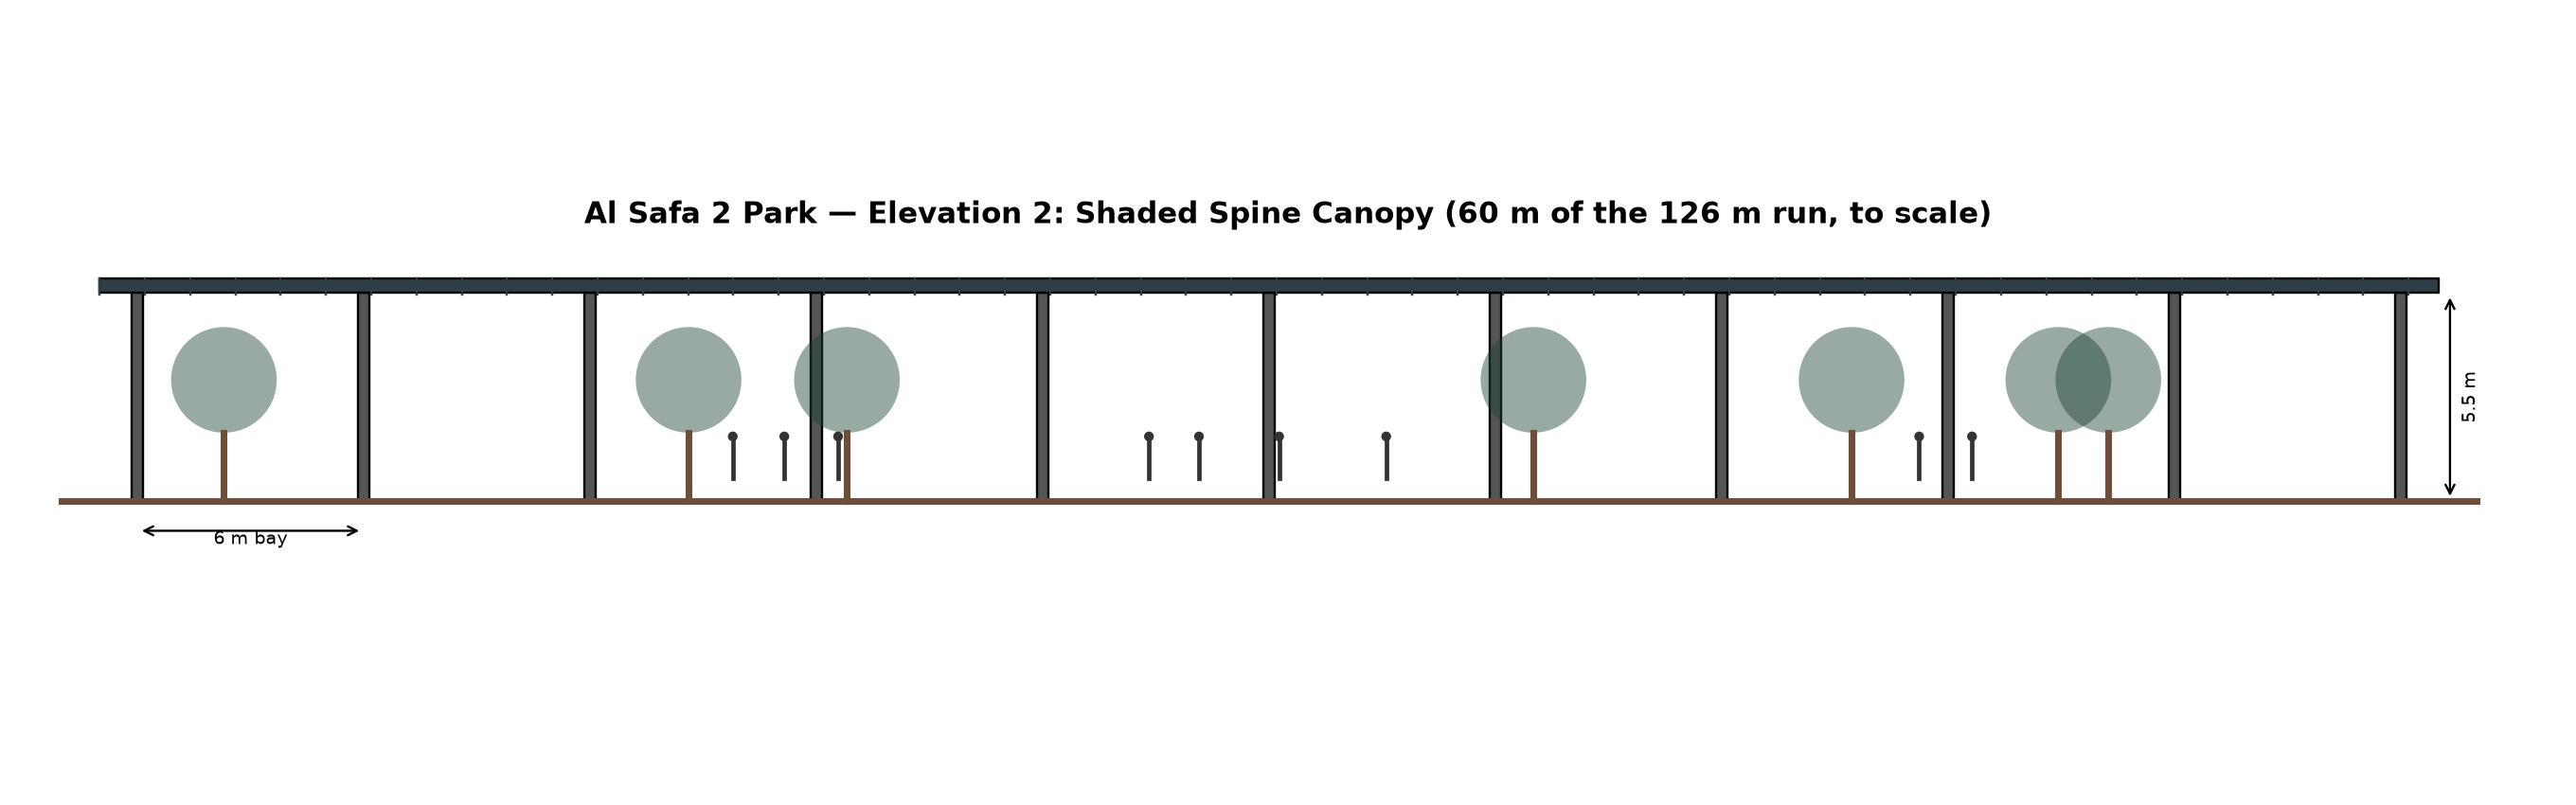 Al Safa 2 Park — Elevation 2: Shaded Spine Canopy (60 m of the 126 m run, to scale)
5.5 m
6 m bay